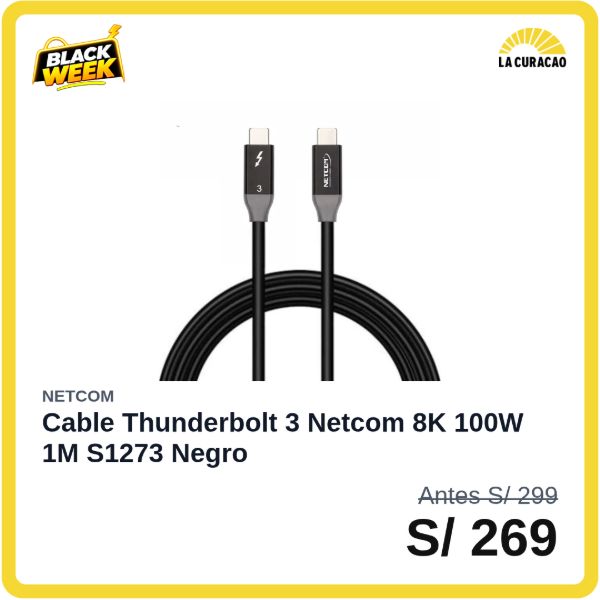 BLACK
WEEK
LA CURACAO
3
NETCOM
NETCOM
Cable Thunderbolt 3 Netcom 8K 100W
1M S1273 Negro
Antes S/ 299
S/ 269